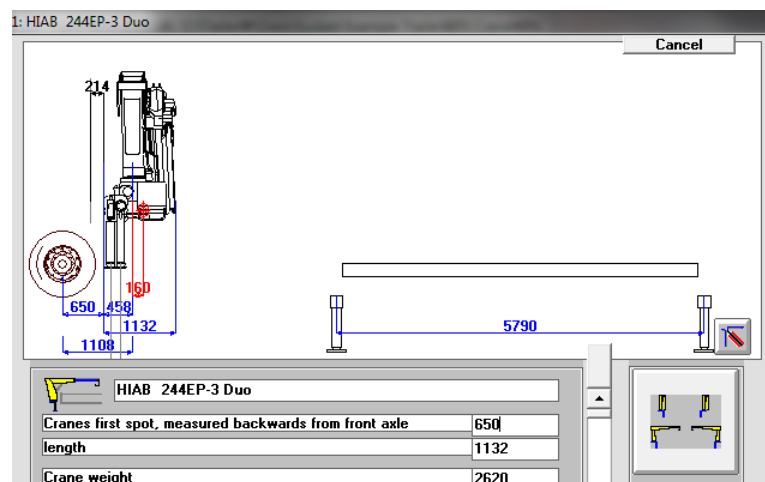 1: HIAB 244EP-3 Duo
Cancel
214
160
650 458
1132
5790
1108
HIAB 244EP-3 Duo
Cranes first spot, measured backwards from front axle 650
length 1132
Crane weight 2620